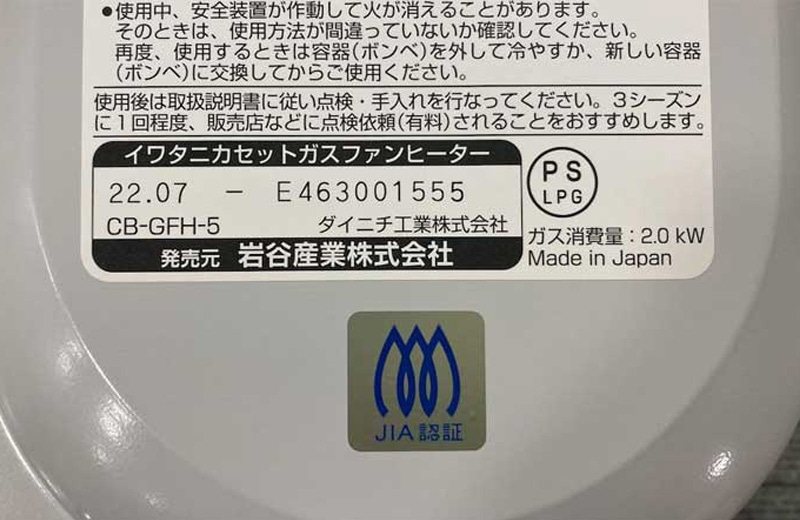 ●使用中、安全装置が作動して火が消えることがあります。
そのときは、使用方法が間違っていないか確認してください。
再度、使用するときは容器(ボンベ)を外して冷やすか、新しい容器
(ボンベ)に交換してからご使用ください。
使用後は取扱説明書に従い点検・手入れを行なってください。3シーズン
に1回程度、販売店などに点検依頼(有料)されることをおすすめします。
イワタニカセットガスファンヒーター
22.07 － E463001555
CB-GFH-5 ダイニチ工業株式会社
発売元 岩谷産業株式会社
PS
LPG
ガス消費量：2.0 kW
Made in Japan
JIA認証